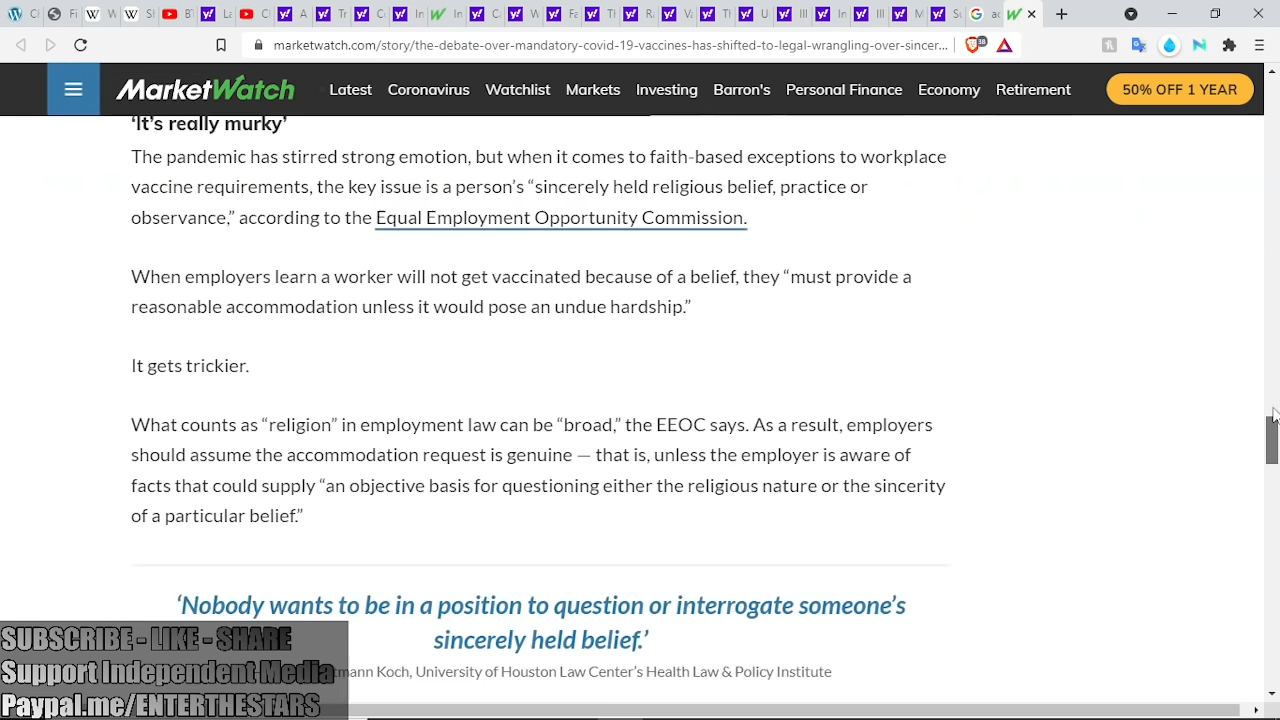 marketwatch.com/story/the-debate-over-mandatory-covid-19-vaccines-has-shifted-to-legal-wrangling-over-sincer...
38
MarketWatch
Latest
Coronavirus
Watchlist
Markets
Investing
Barron's
Personal Finance
Economy
Retirement
50% OFF 1 YEAR
‘It’s really murky’
The pandemic has stirred strong emotion, but when it comes to faith-based exceptions to workplace
vaccine requirements, the key issue is a person’s “sincerely held religious belief, practice or
observance,” according to the Equal Employment Opportunity Commission.
When employers learn a worker will not get vaccinated because of a belief, they “must provide a
reasonable accommodation unless it would pose an undue hardship.”
It gets trickier.
What counts as “religion” in employment law can be “broad,” the EEOC says. As a result, employers
should assume the accommodation request is genuine — that is, unless the employer is aware of
facts that could supply “an objective basis for questioning either the religious nature or the sincerity
of a particular belief.”
‘Nobody wants to be in a position to question or interrogate someone’s
sincerely held belief.’
Koch, University of Houston Law Center’s Health Law & Policy Institute
SUBSCRIBE - LIKE - SHARE
Support Independent Media
Paypal.me/ENTERTHESTARS